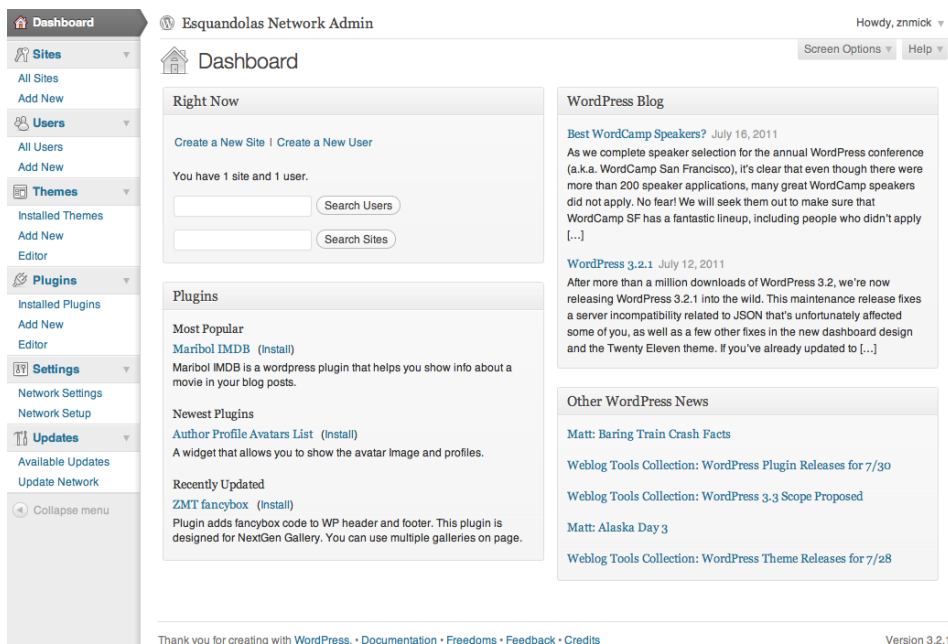 Dashboard
Sites
All Sites
Add New
Users
All Users
Add New
Themes
Installed Themes
Add New
Editor
Plugins
Installed Plugins
Add New
Editor
Settings
Network Settings
Network Setup
Updates
Available Updates
Update Network
Collapse menu
Esquandolas Network Admin
Howdy, znmick
Screen Options
Help
Dashboard
Right Now
Create a New Site | Create a New User
You have 1 site and 1 user.
Search Users
Search Sites
Plugins
Most Popular
Maribol IMDB (Install)
Maribol IMDB is a wordpress plugin that helps you show info about a
movie in your blog posts.
Newest Plugins
Author Profile Avatars List (Install)
A widget that allows you to show the avatar Image and profiles.
Recently Updated
ZMT fancybox (Install)
Plugin adds fancybox code to WP header and footer. This plugin is
designed for NextGen Gallery. You can use multiple galleries on page.
WordPress Blog
Best WordCamp Speakers? July 16, 2011
As we complete speaker selection for the annual WordPress conference
(a.k.a. WordCamp San Francisco), it's clear that even though there were
more than 200 speaker applications, many great WordCamp speakers
did not apply. No fear! We will seek them out to make sure that
WordCamp SF has a fantastic lineup, including people who didn't apply
[…]
WordPress 3.2.1 July 12, 2011
After more than a million downloads of WordPress 3.2, we're now
releasing WordPress 3.2.1 into the wild. This maintenance release fixes
a server incompatibility related to JSON that's unfortunately affected
some of you, as well as a few other fixes in the new dashboard design
and the Twenty Eleven theme. If you've already updated to […]
Other WordPress News
Matt: Baring Train Crash Facts
Weblog Tools Collection: WordPress Plugin Releases for 7/30
Weblog Tools Collection: WordPress 3.3 Scope Proposed
Matt: Alaska Day 3
Weblog Tools Collection: WordPress Theme Releases for 7/28
Thank you for creating with WordPress. • Documentation • Freedoms • Feedback • Credits
Version 3.2.1